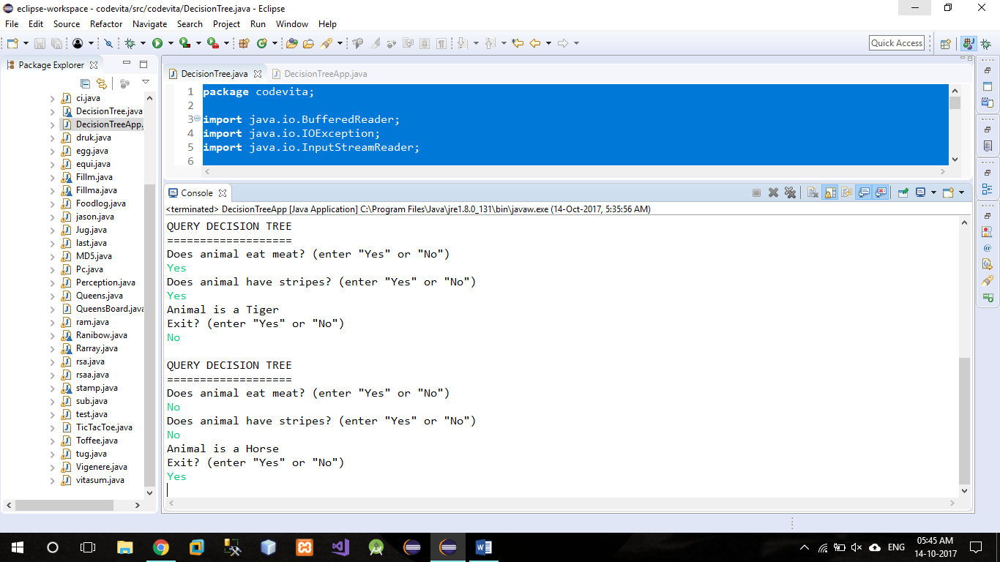 eclipse-workspace - codevita/src/codevita/DecisionTree.java - Eclipse
File Edit Source Refactor Navigate Search Project Run Window Help
Quick Access
Package Explorer
ci.java
DecisionTree.java
DecisionTreeApp.
druk.java
egg.java
equi.java
Fillm.java
Fillma.java
Foodlog.java
jason.java
Jug.java
last.java
MD5.java
Pc.java
Perception.java
Queens.java
QueensBoard.java
ram.java
Ranibow.java
Rarray.java
rsa.java
rsaa.java
stamp.java
sub.java
test.java
TicTacToe.java
Toffee.java
tug.java
Vigenere.java
vitasum.java
DecisionTree.java DecisionTreeApp.java
1 package codevita;
2
3 import java.io.BufferedReader;
4 import java.io.IOException;
5 import java.io.InputStreamReader;
6
Console
<terminated> DecisionTreeApp [Java Application] C:\Program Files\Java\jre1.8.0_131\bin\javaw.exe (14-Oct-2017, 5:35:56 AM)
QUERY DECISION TREE
===================
Does animal eat meat? (enter "Yes" or "No")
Yes
Does animal have stripes? (enter "Yes" or "No")
Yes
Animal is a Tiger
Exit? (enter "Yes" or "No")
No
QUERY DECISION TREE
===================
Does animal eat meat? (enter "Yes" or "No")
No
Does animal have stripes? (enter "Yes" or "No")
No
Animal is a Horse
Exit? (enter "Yes" or "No")
Yes
ENG
05:45 AM
14-10-2017